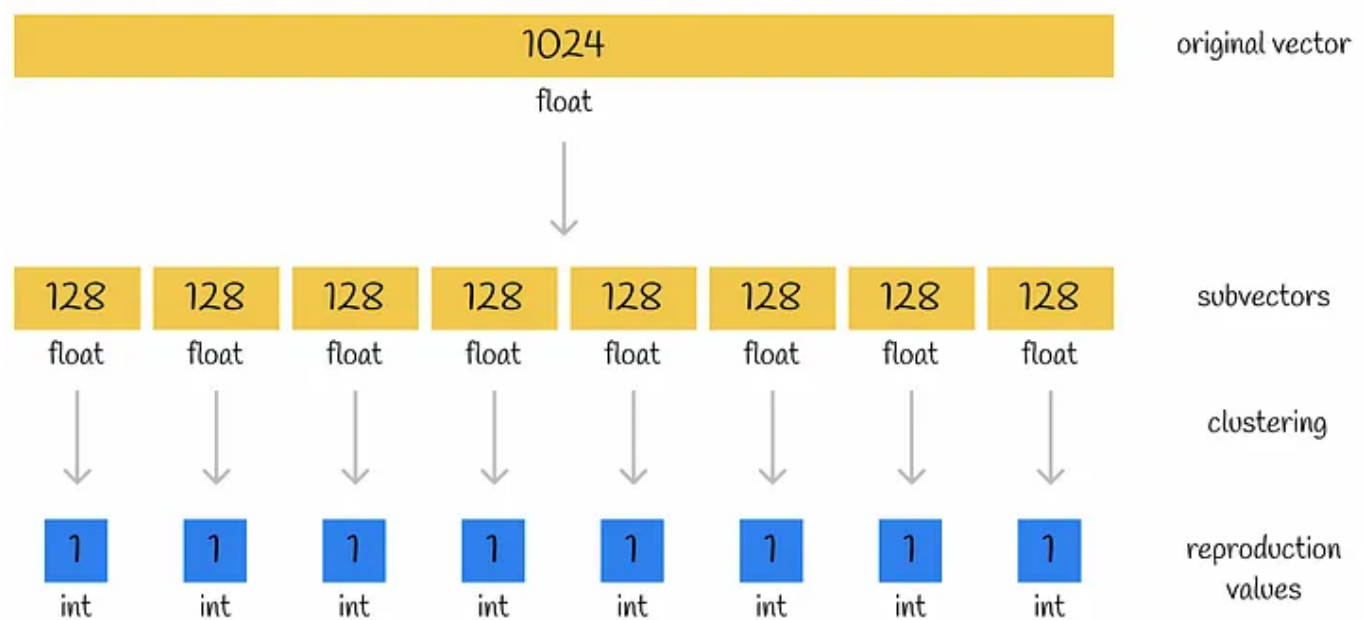 1024
original vector
float
128 128 128 128 128 128 128 128
subvectors
float float float float float float float float
clustering
1 1 1 1 1 1 1 1
reproduction
values
int int int int int int int int